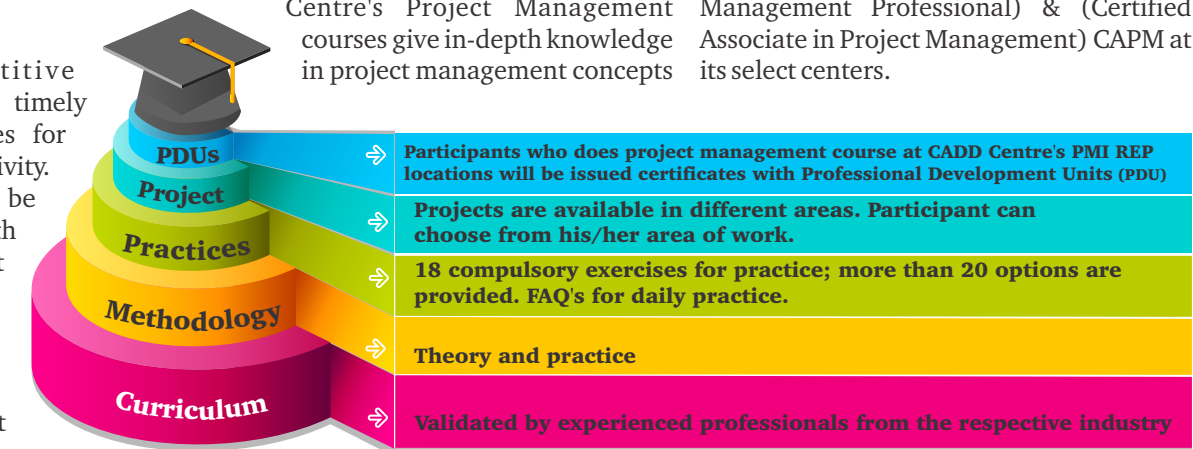 titive
timely
es for
ivity.
be
th
t
t
Centre's Project Management
courses give in-depth knowledge
in project management concepts
Management Professional) & (Certified
Associate in Project Management) CAPM at
its select centers.
PDUs
Participants who does project management course at CADD Centre's PMI REP
locations will be issued certificates with Professional Development Units (PDU)
Project
Projects are available in different areas. Participant can
choose from his/her area of work.
Practices
18 compulsory exercises for practice; more than 20 options are
provided. FAQ's for daily practice.
Methodology
Theory and practice
Curriculum
Validated by experienced professionals from the respective industry